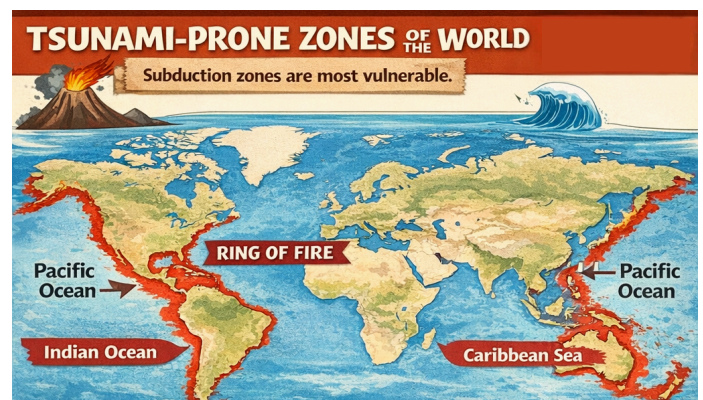 TSUNAMI-PRONE ZONES OF THE WORLD
Subduction zones are most vulnerable.
RING OF FIRE
Pacific
Ocean
Pacific
Ocean
Indian Ocean
Caribbean Sea